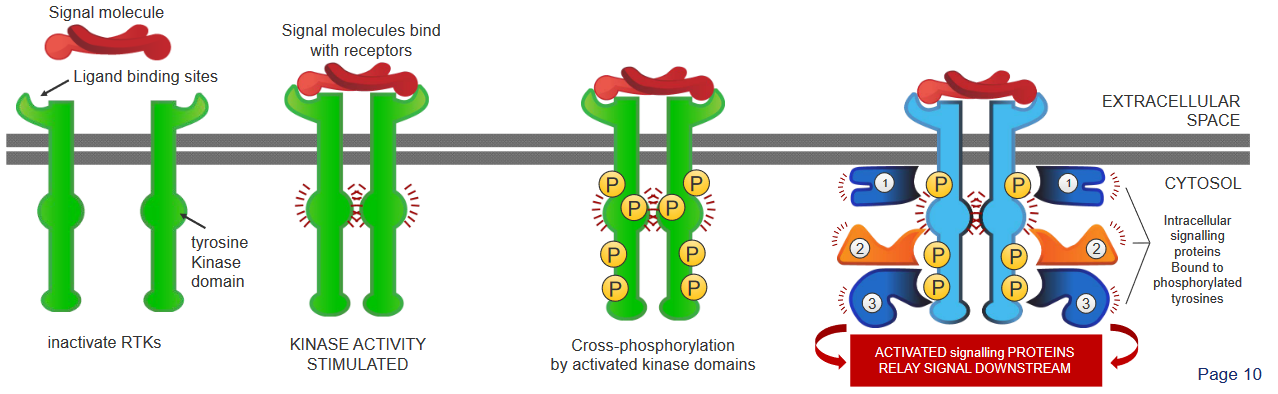 Signal molecule
Ligand binding sites
tyrosine
Kinase
domain
inactivate RTKs
Signal molecules bind
with receptors
KINASE ACTIVITY
STIMULATED
P
P
P
P
P
P
P
P
Cross-phosphorylation
by activated kinase domains
EXTRACELLULAR
SPACE
CYTOSOL
1 P P 1
2 P P 2
3 P P 3
Intracellular
signalling
proteins
Bound to
phosphorylated
tyrosines
ACTIVATED signalling PROTEINS
RELAY SIGNAL DOWNSTREAM
Page 10